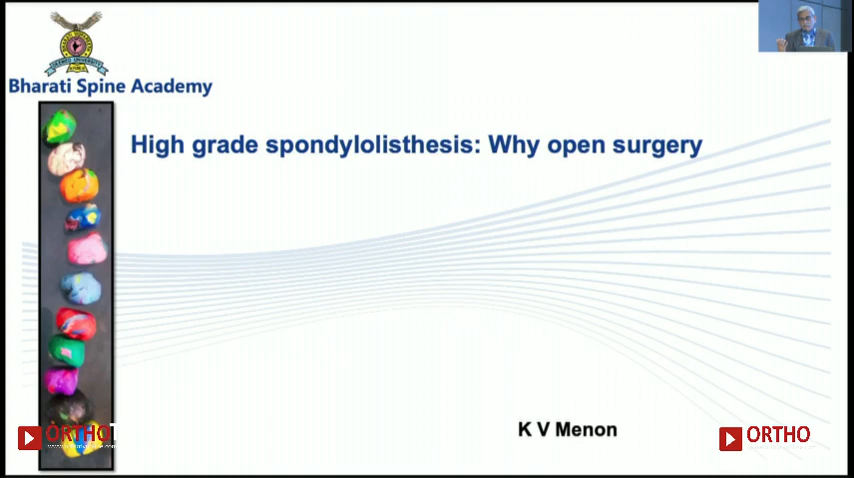 Bharati Spine Academy
High grade spondylolisthesis: Why open surgery
K V Menon
ORTHO
ORTHO